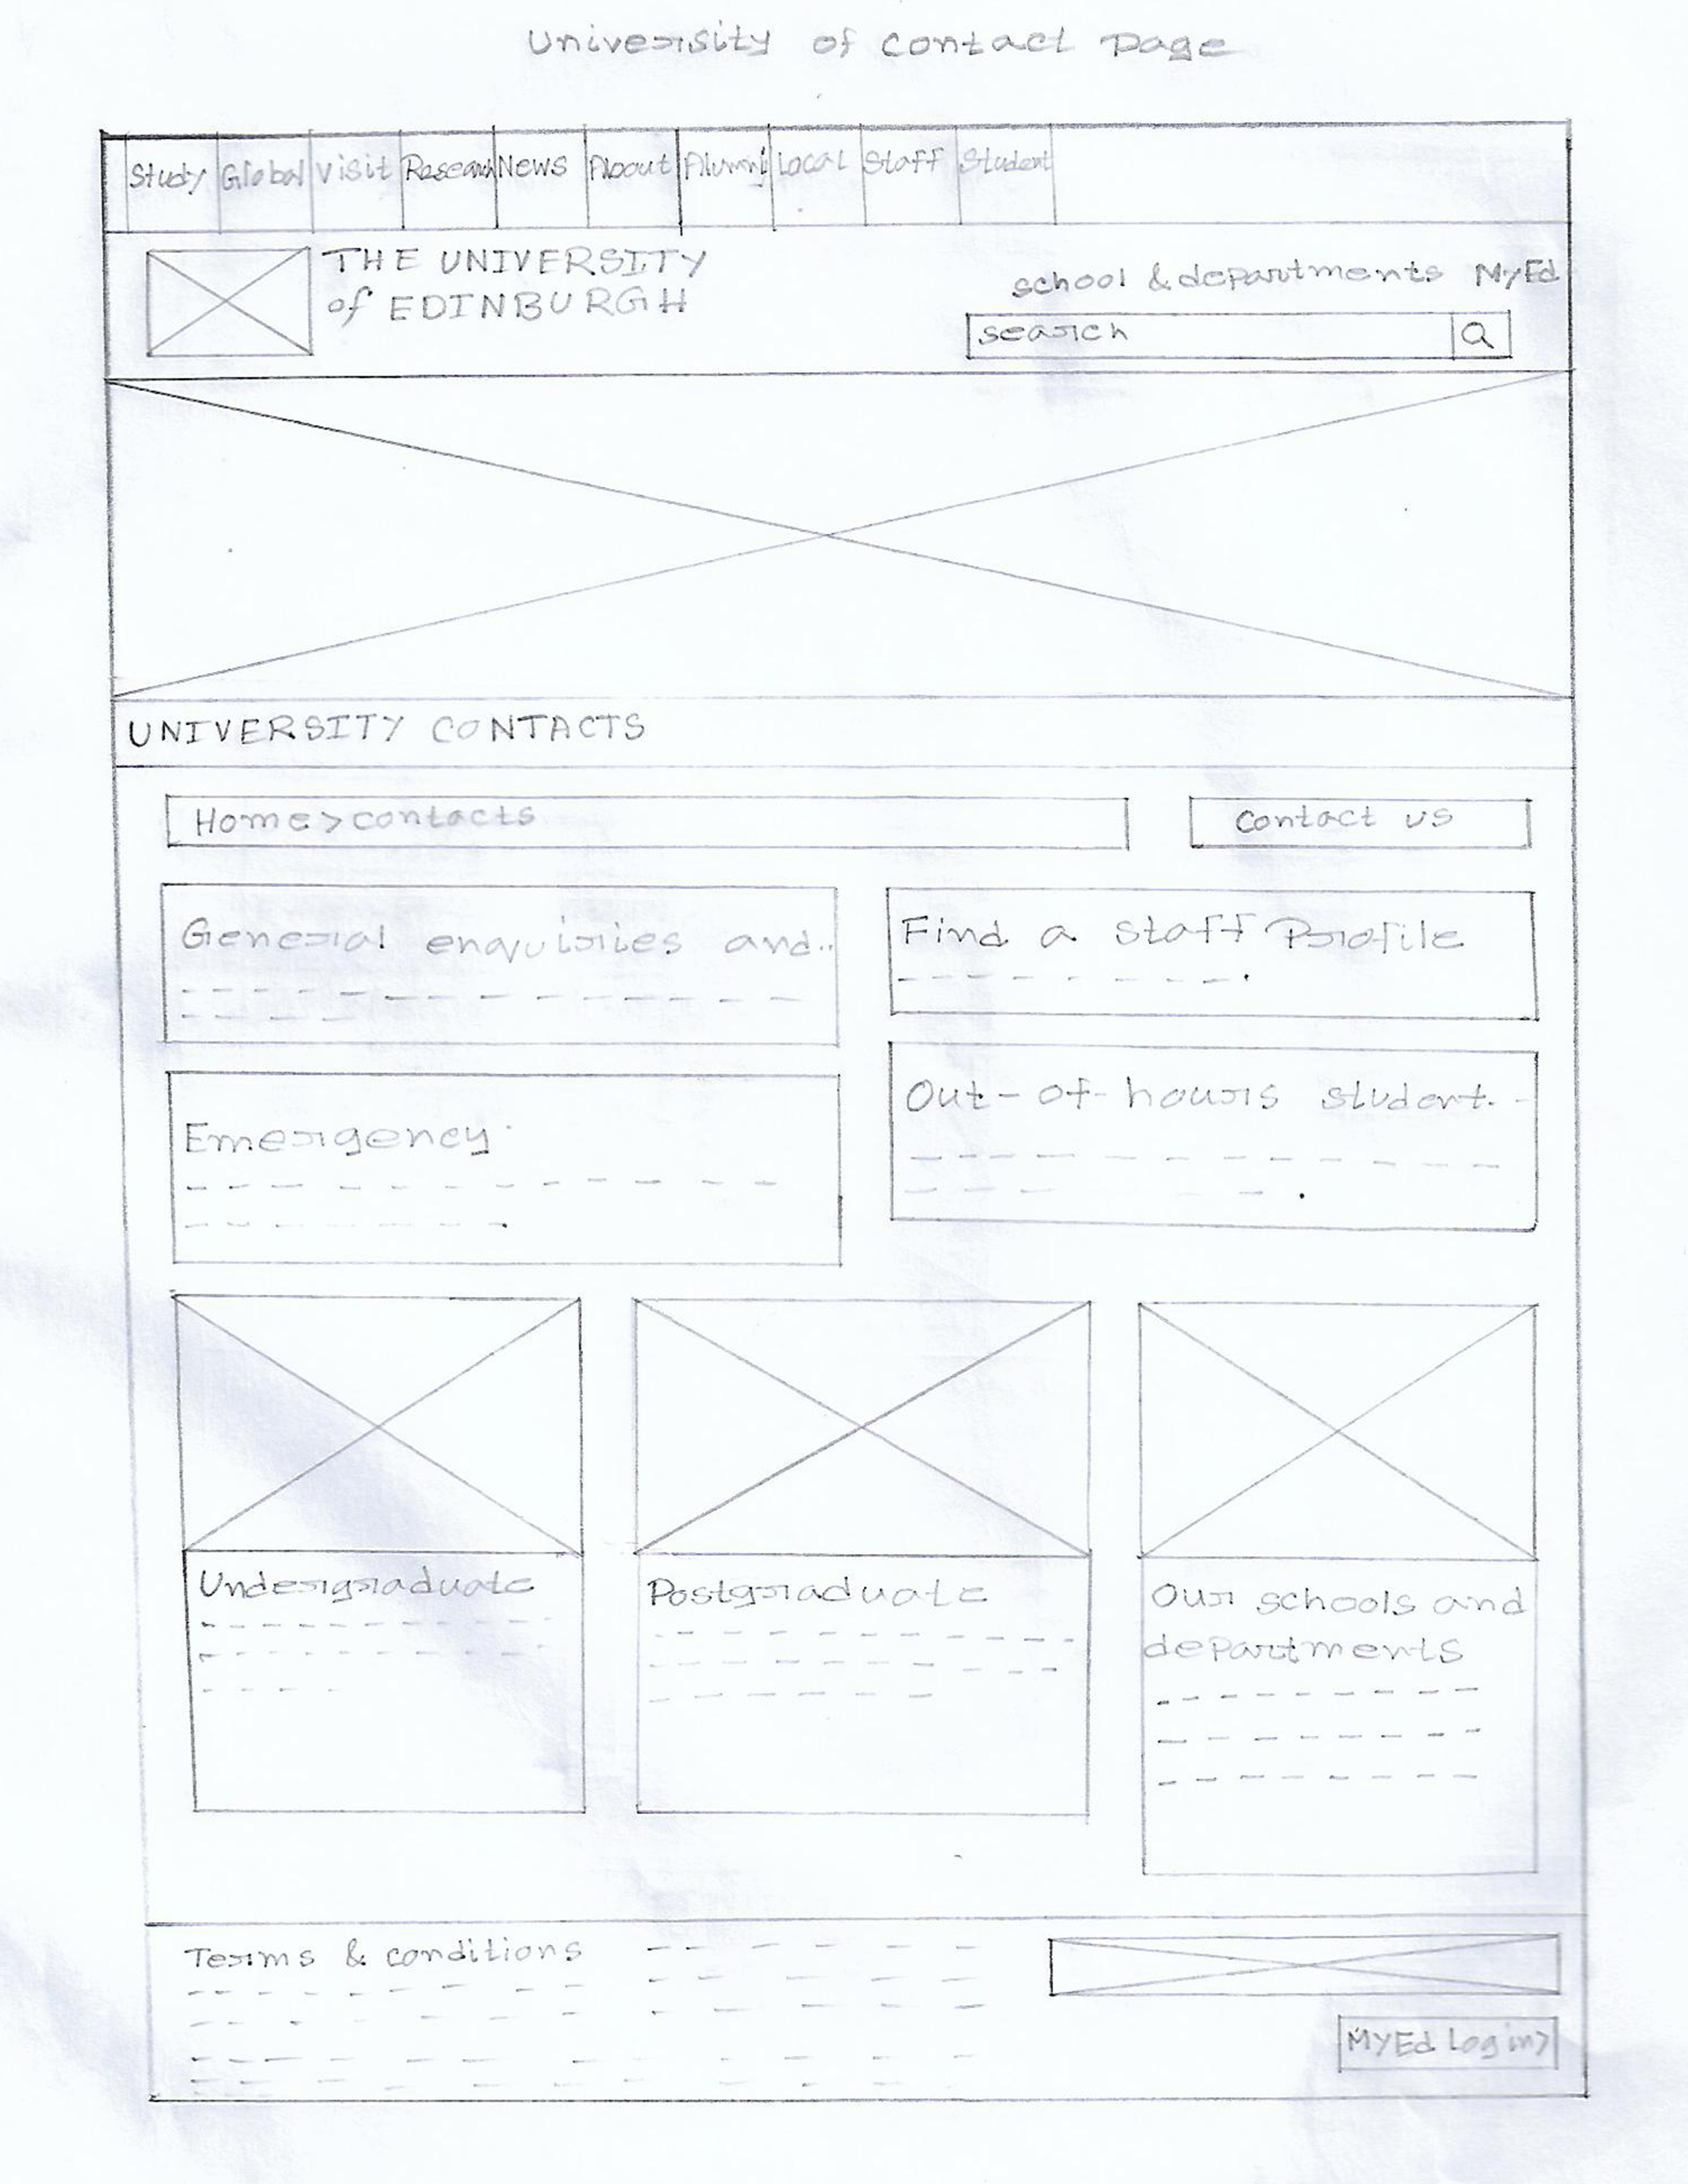 University of contact Page
Study Global Visit Research News About Alumni Local Staff Student
THE UNIVERSITY
of EDINBURGH
school & departments MyEd
search
UNIVERSITY CONTACTS
Home>contacts
Contact us
General enquiries and..
Find a staff Profile
Emergency
Out-of-hours student..
Undergraduate
Postgraduate
Our schools and
departments
Terms & conditions
MYEd Login>